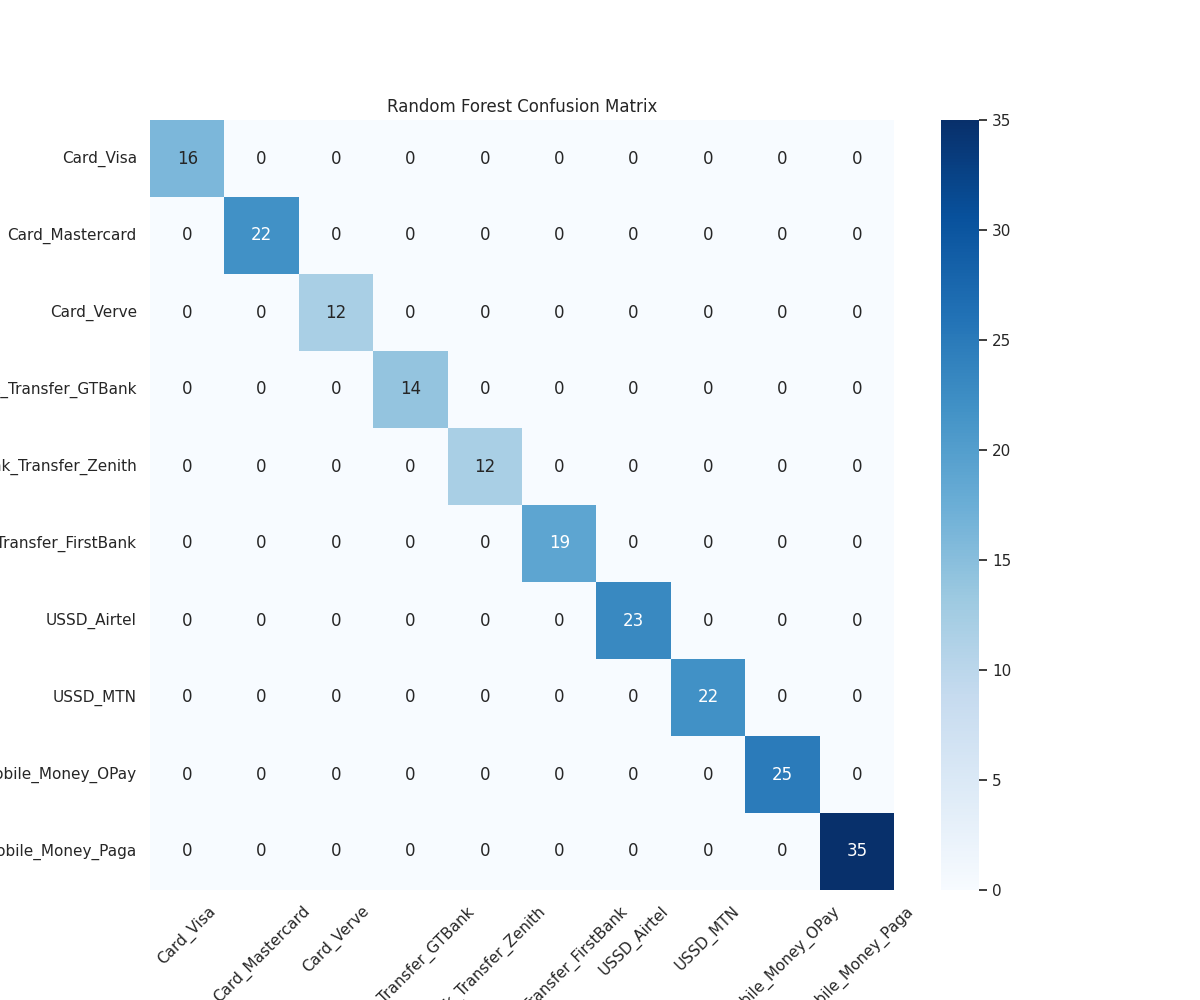 Random Forest Confusion Matrix
Card_Visa 16 0 0 0 0 0 0 0 0 0
Card_Mastercard 0 22 0 0 0 0 0 0 0 0
Card_Verve 0 0 12 0 0 0 0 0 0 0
_Transfer_GTBank 0 0 0 14 0 0 0 0 0 0
k_Transfer_Zenith 0 0 0 0 12 0 0 0 0 0
Transfer_FirstBank 0 0 0 0 0 19 0 0 0 0
USSD_Airtel 0 0 0 0 0 0 23 0 0 0
USSD_MTN 0 0 0 0 0 0 0 22 0 0
obile_Money_OPay 0 0 0 0 0 0 0 0 25 0
obile_Money_Paga 0 0 0 0 0 0 0 0 0 35
Card_Visa
Card_Mastercard
Card_Verve
Transfer_GTBank
k_Transfer_Zenith
Transfer_FirstBank
USSD_Airtel
USSD_MTN
bile_Money_OPay
bile_Money_Paga
35
30
25
20
15
10
5
0